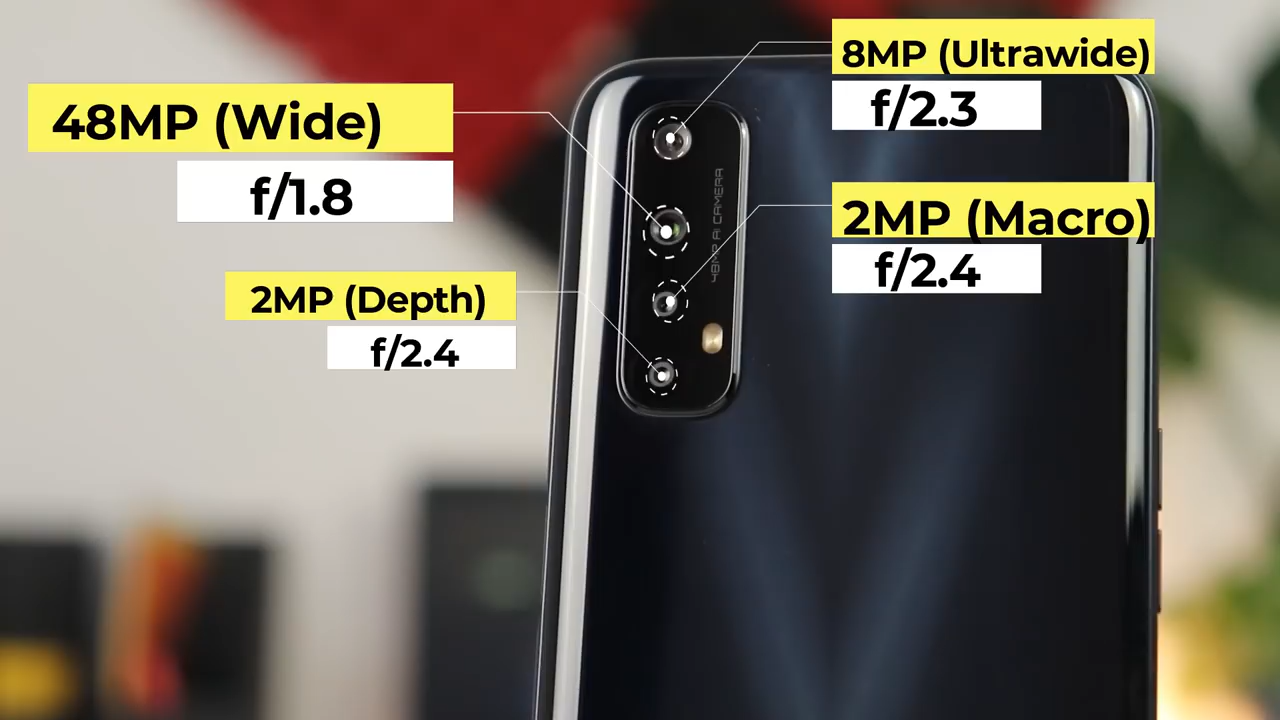 8MP (Ultrawide)
f/2.3
48MP (Wide)
f/1.8
2MP (Macro)
f/2.4
2MP (Depth)
f/2.4
48MP AI CAMERA